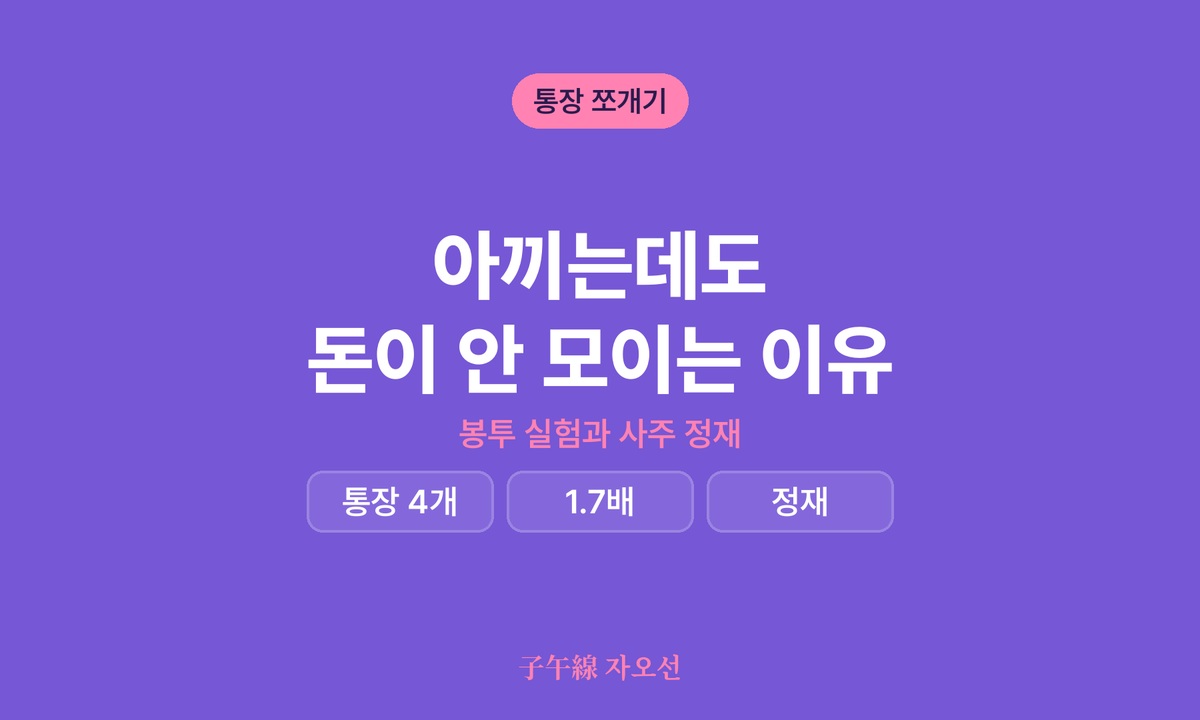 통장 쪼개기
아끼는데도
돈이 안 모이는 이유
봉투 실험과 사주 정재
통장 4개
1.7배
정재
子午線 자오선